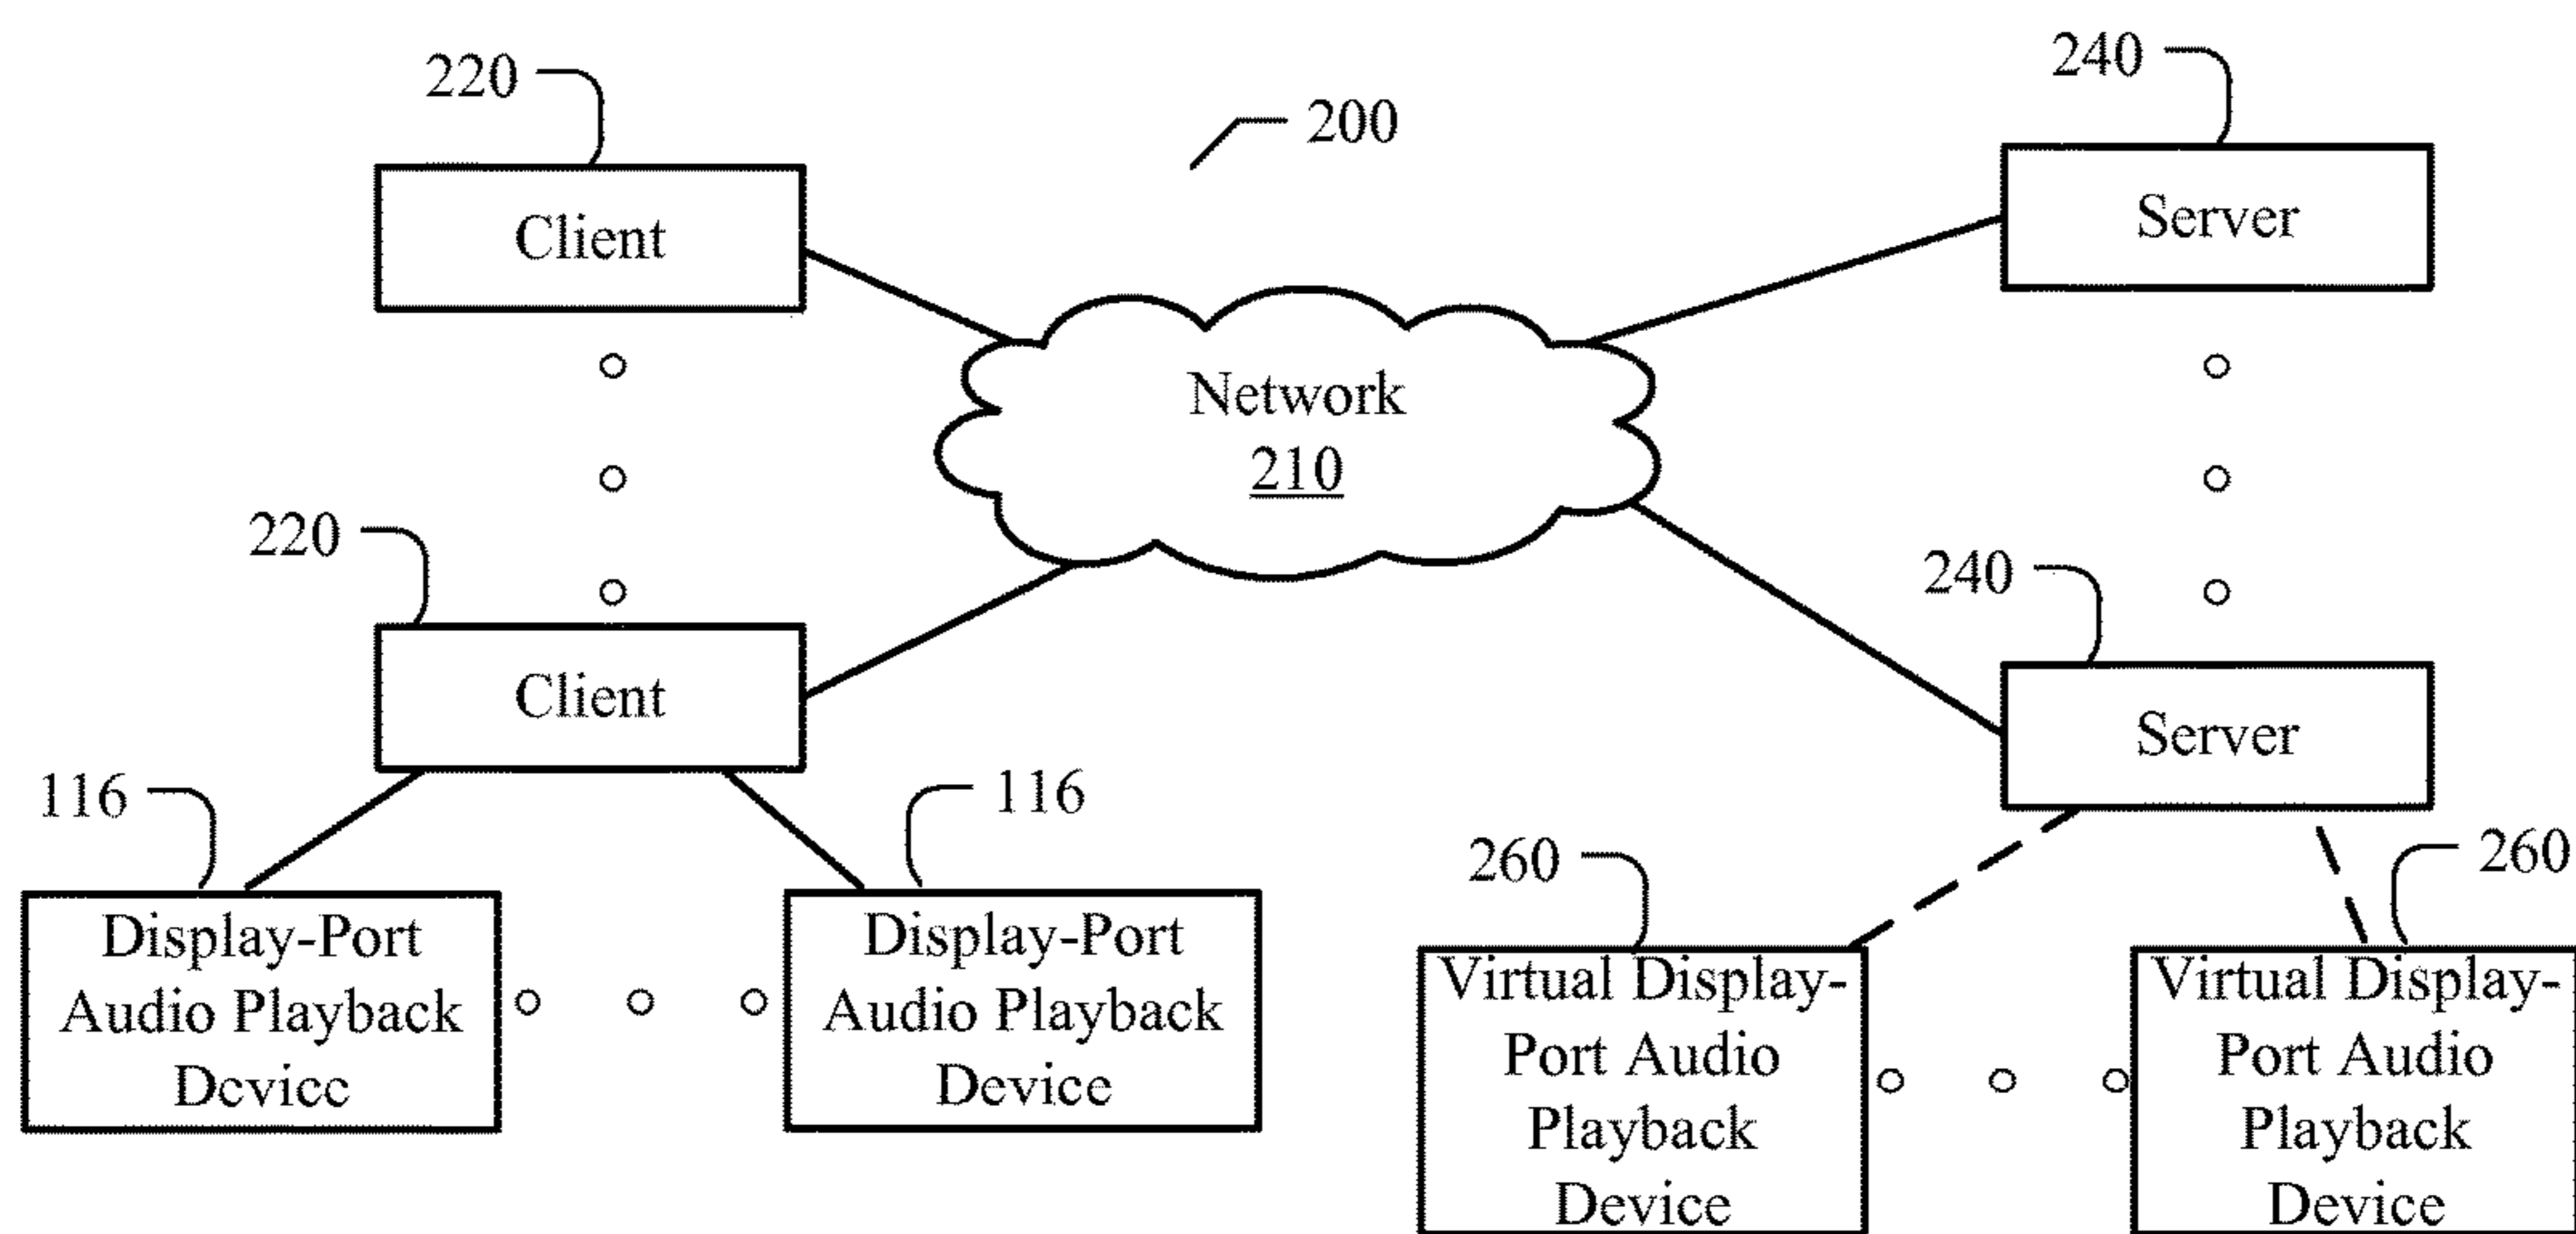 220
240
200
Client
Server
Network
210
220
240
Client
Server
116
116
260
260
Display-Port
Audio Playback
Device
Display-Port
Audio Playback
Device
Virtual Display-
Port Audio
Playback
Device
Virtual Display-
Port Audio
Playback
Device